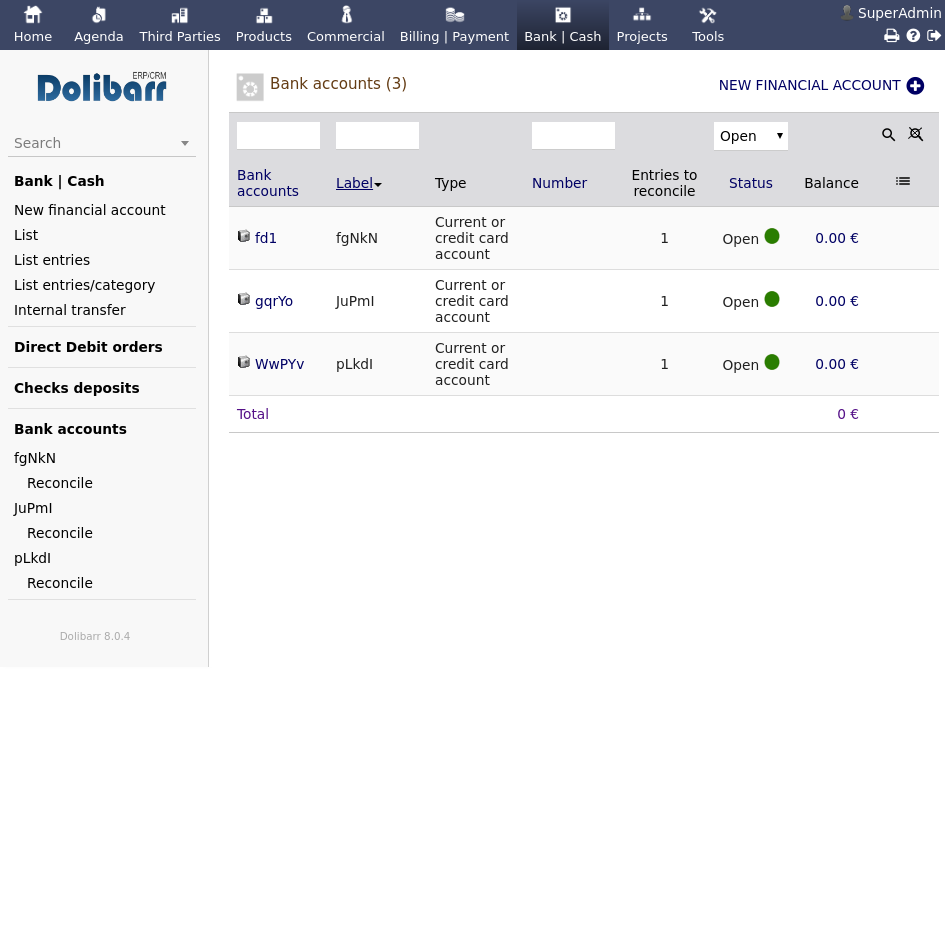 Home Agenda Third Parties Products Commercial Billing | Payment Bank | Cash Projects Tools
SuperAdmin
ERP/CRM
Dolibarr
Search
Bank | Cash
New financial account
List
List entries
List entries/category
Internal transfer
Direct Debit orders
Checks deposits
Bank accounts
fgNkN
Reconcile
JuPmI
Reconcile
pLkdI
Reconcile
Dolibarr 8.0.4
Bank accounts (3)
NEW FINANCIAL ACCOUNT
Open
Bank accounts Label Type Number Entries to reconcile Status Balance
fd1 fgNkN Current or credit card account 1 Open 0.00 €
gqrYo JuPmI Current or credit card account 1 Open 0.00 €
WwPYv pLkdI Current or credit card account 1 Open 0.00 €
Total 0 €